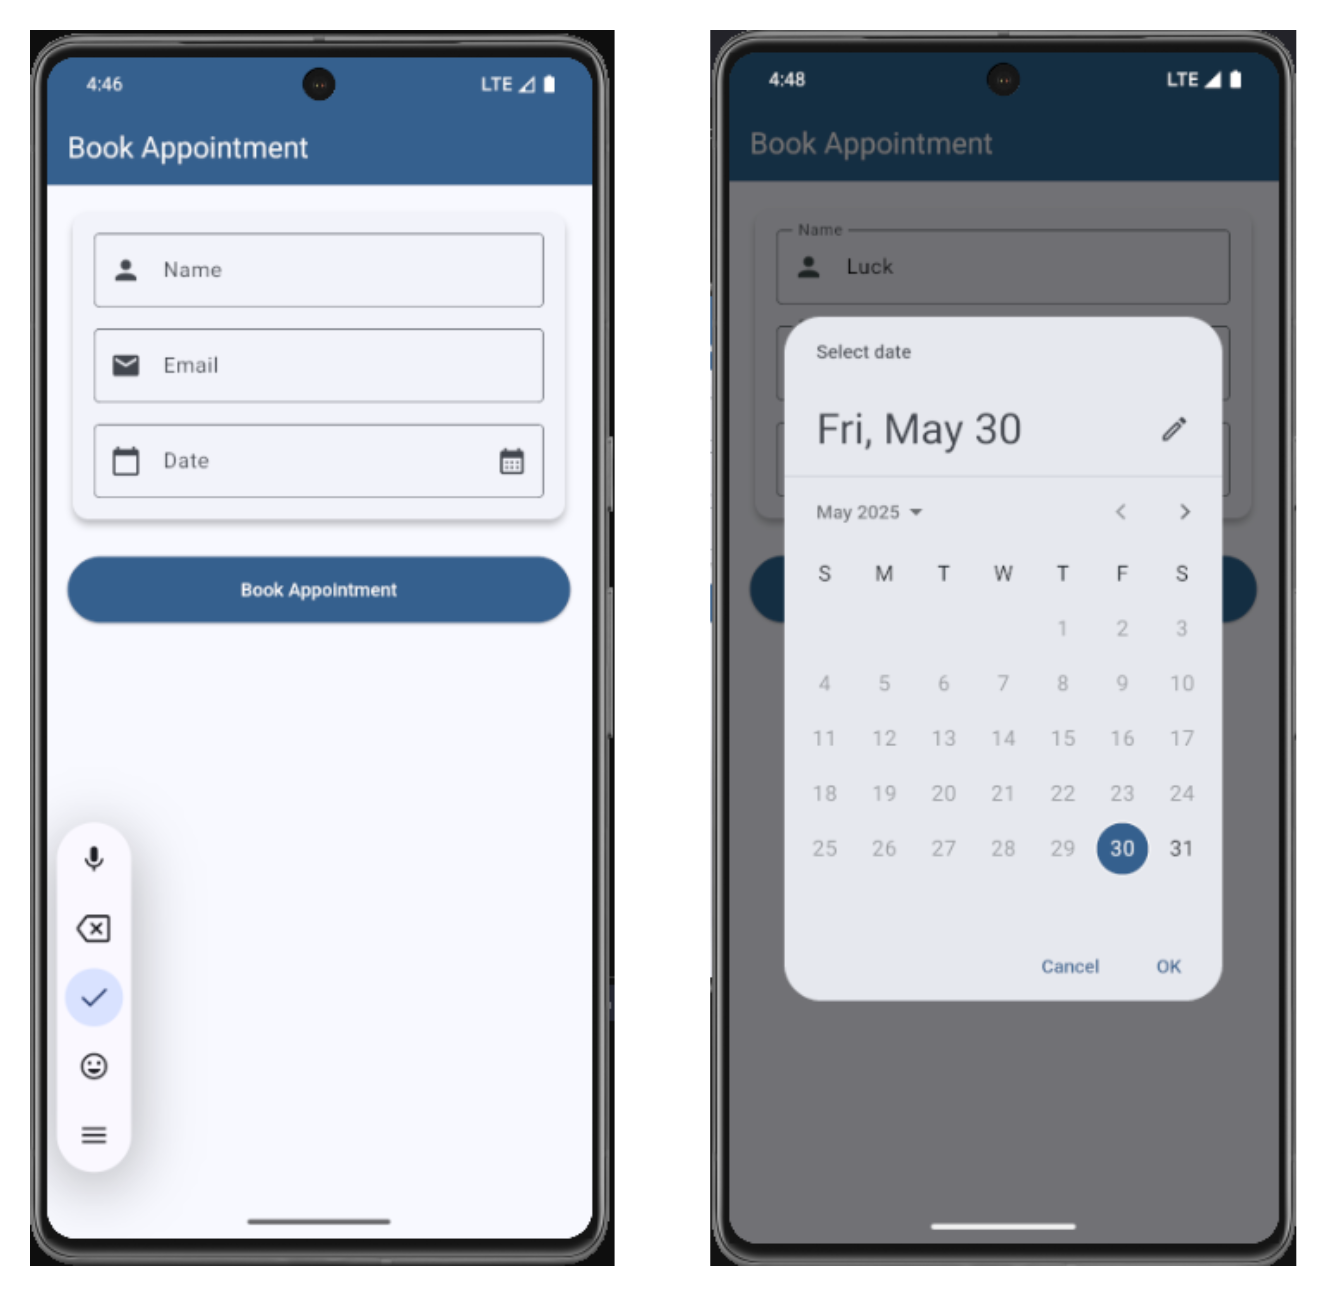 4:46
LTE
Book Appointment
Name
Email
Date
Book Appointment
4:48
LTE
Book Appointment
Name
Luck
Select date
Fri, May 30
May 2025
S M T W T F S
1 2 3
4 5 6 7 8 9 10
11 12 13 14 15 16 17
18 19 20 21 22 23 24
25 26 27 28 29 30 31
Cancel OK